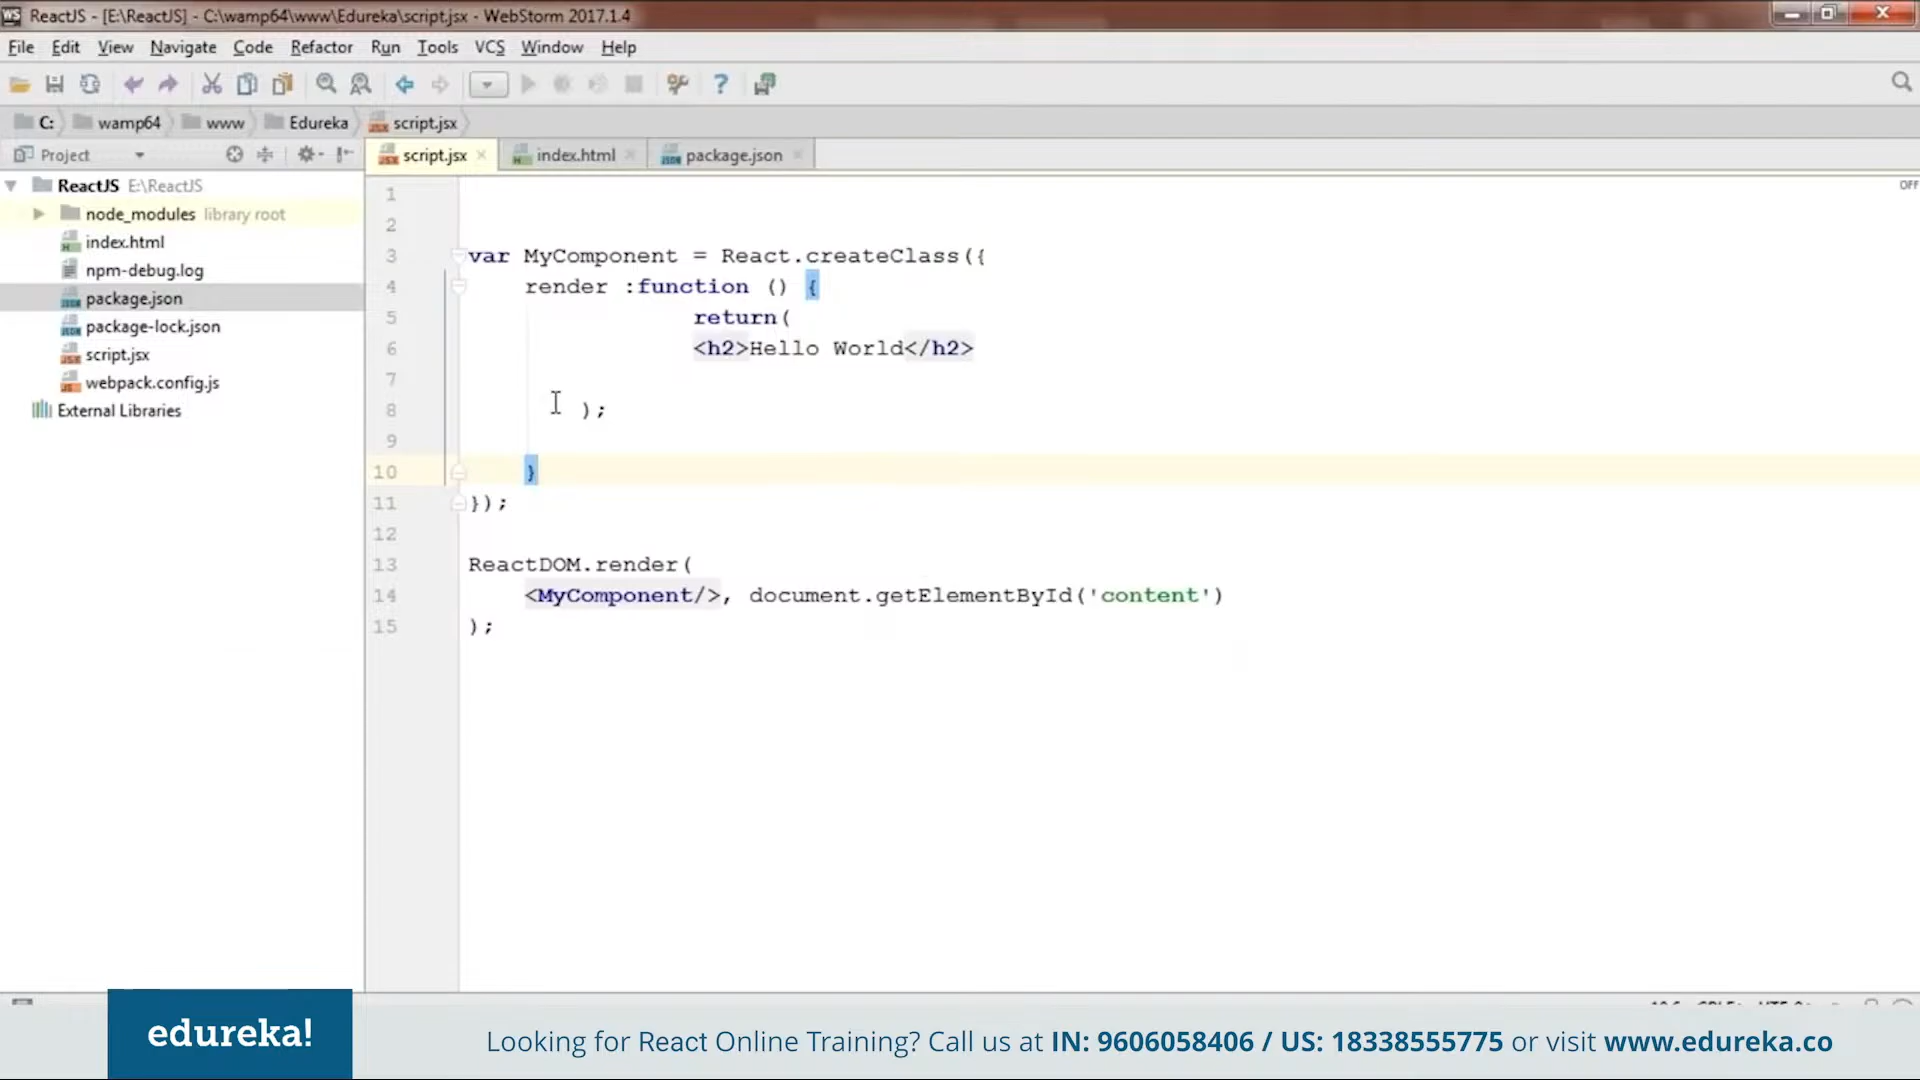 WS ReactJS - [E:\ReactJS] - C:\wamp64\www\Edureka\script.jsx - WebStorm 2017.1.4
File Edit View Navigate Code Refactor Run Tools VCS Window Help
C: wamp64 www Edureka script.jsx
Project
script.jsx index.html package.json
ReactJS E:\ReactJS
node_modules library root
index.html
npm-debug.log
package.json
package-lock.json
script.jsx
webpack.config.js
External Libraries
OFF
1
2
3 var MyComponent = React.createClass({
4 render :function () {
5 return(
6 <h2>Hello World</h2>
7
8 );
9
10 }
11 });
12
13 ReactDOM.render(
14 <MyComponent/>, document.getElementById('content')
15 );
edureka!
Looking for React Online Training? Call us at IN: 9606058406 / US: 18338555775 or visit www.edureka.co